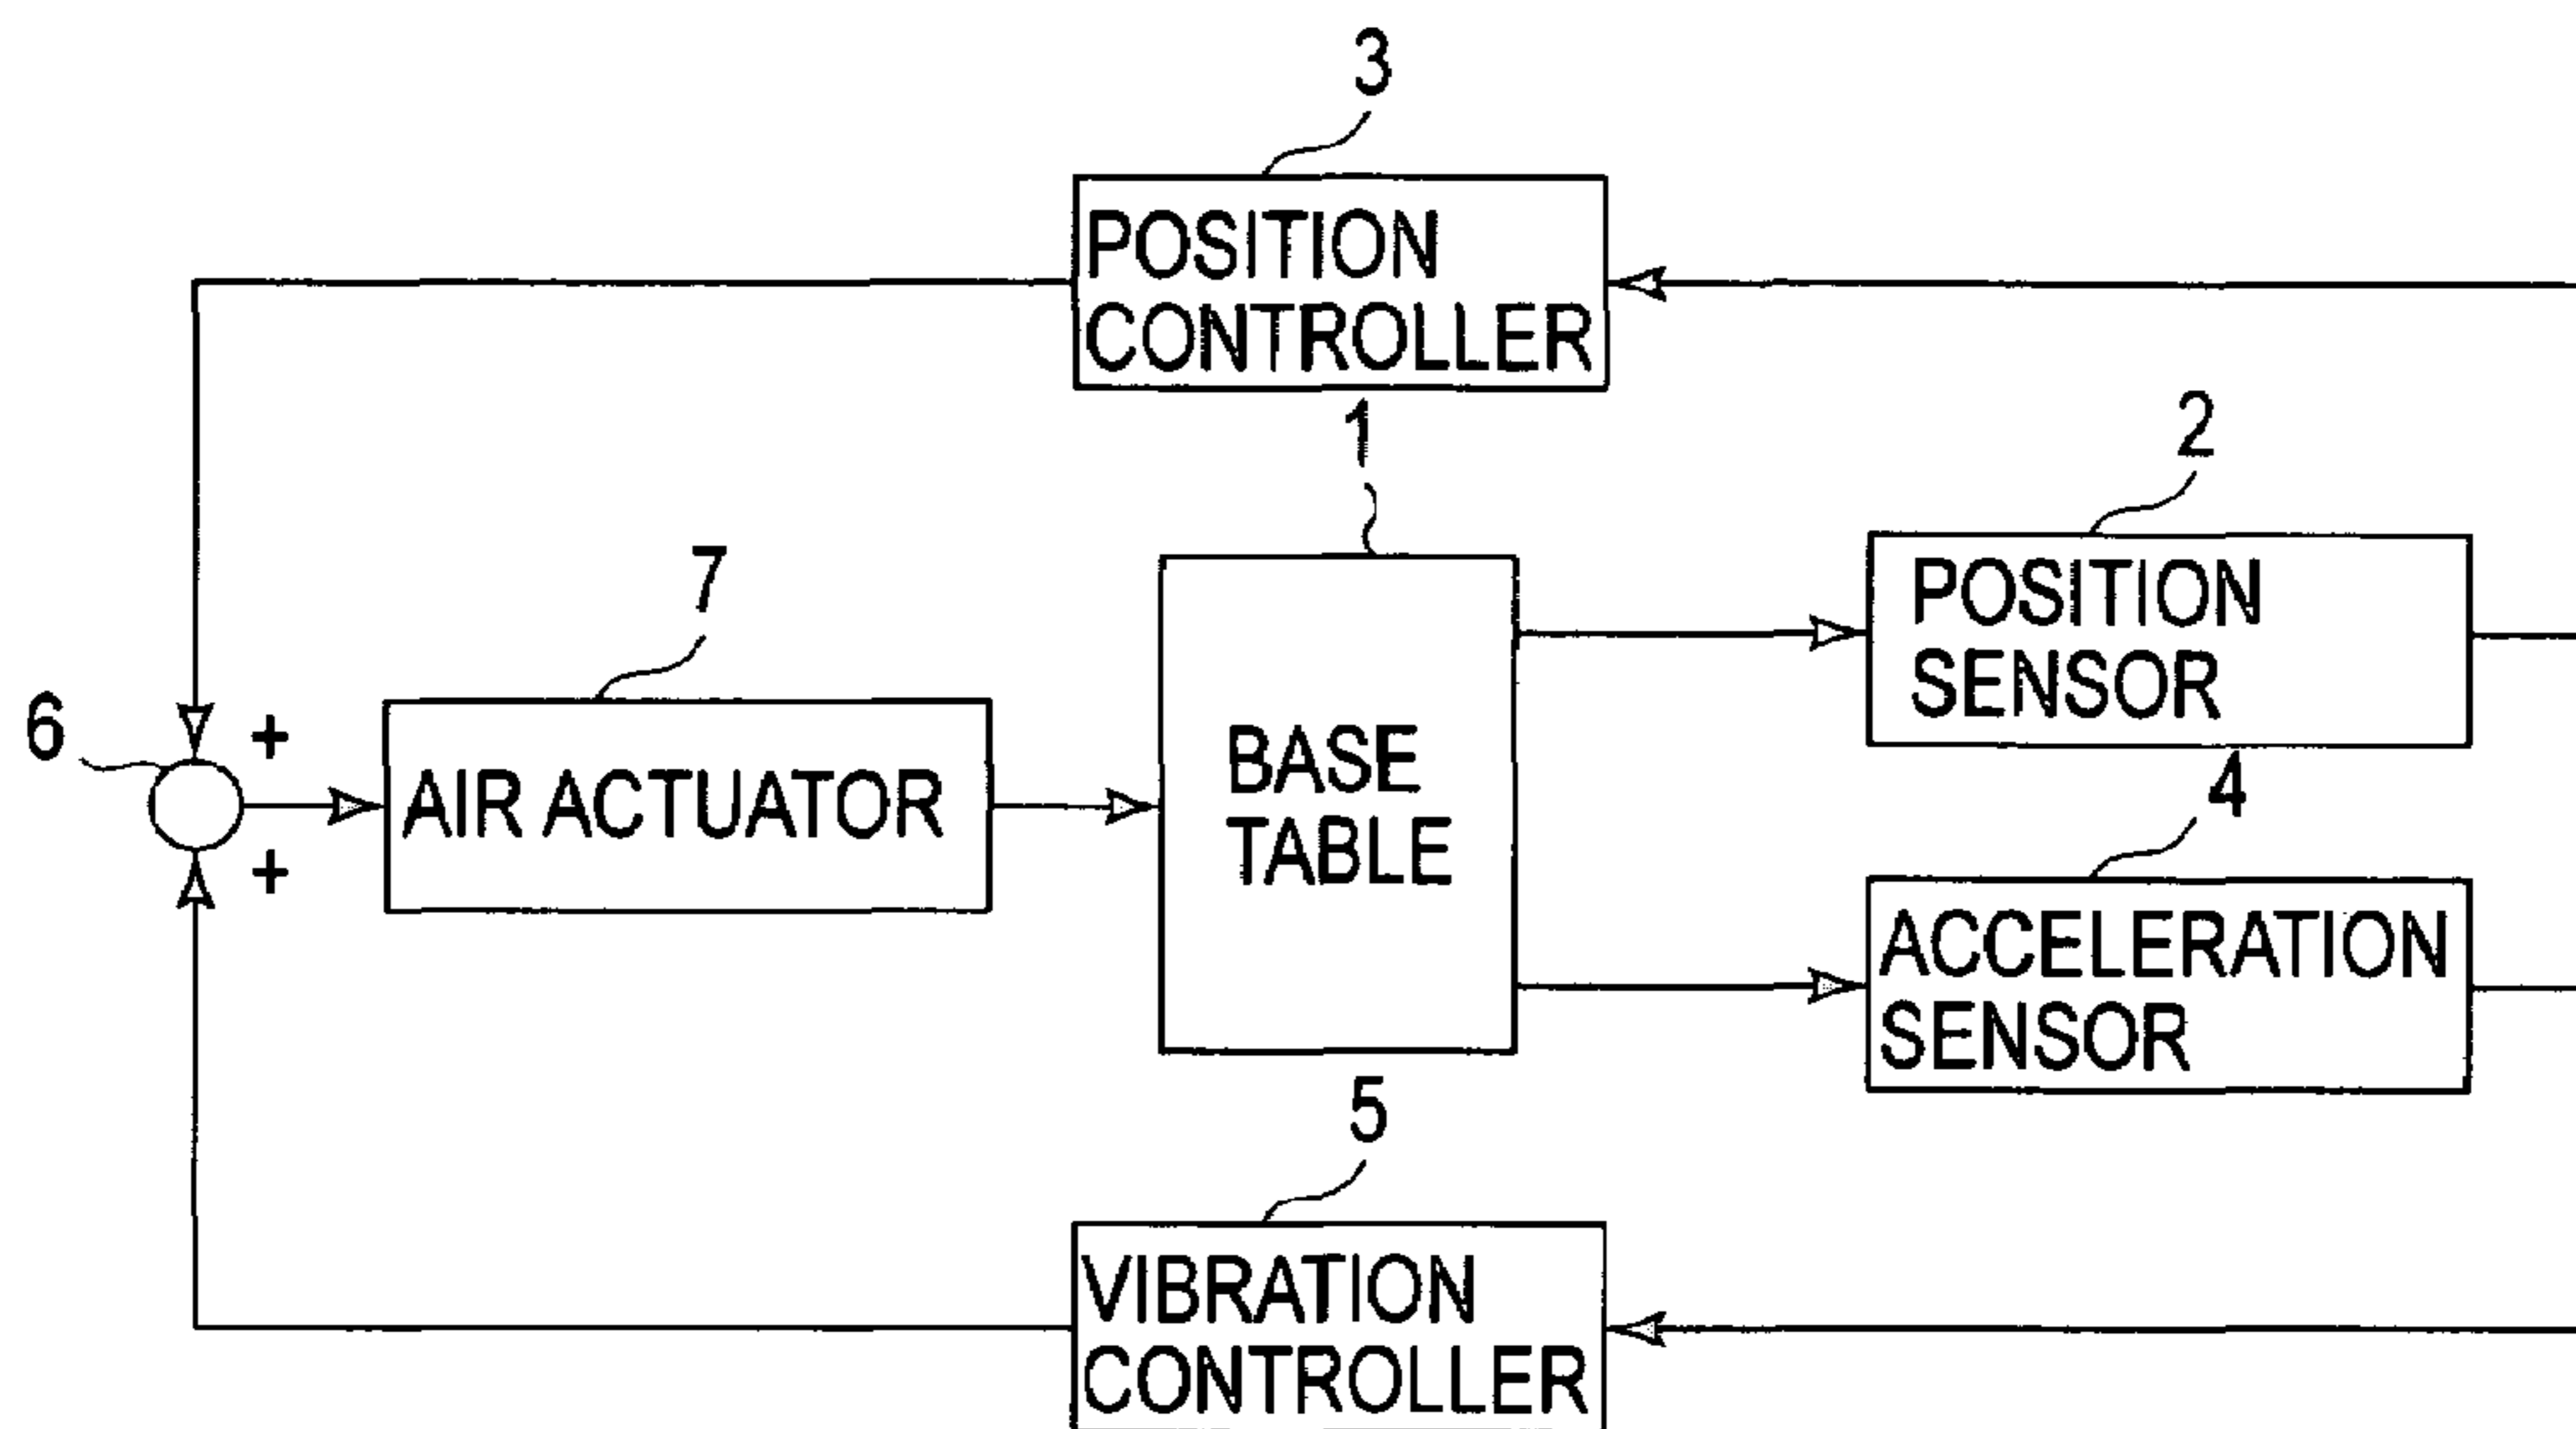 3
POSITION
CONTROLLER
1
2
POSITION
SENSOR
7
6
+
AIR ACTUATOR
+
BASE
TABLE
4
ACCELERATION
SENSOR
5
VIBRATION
CONTROLLER